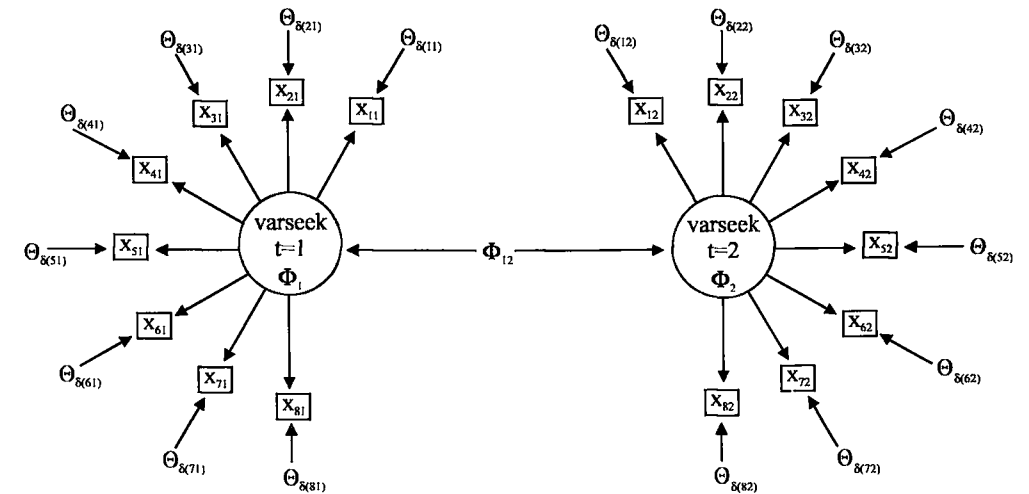 Θδ(21)
Θδ(22)
Θδ(31)
Θδ(11)
Θδ(12)
Θδ(32)
X21
X22
X31
X11
X12
X32
Θδ(41)
Θδ(42)
X41
X42
varseek
t=1
Φ1
varseek
t=2
Φ2
Θδ(51)
X51
Φ12
X52
Θδ(52)
X61
X62
Θδ(61)
Θδ(62)
X71
X72
X81
X82
Θδ(71)
Θδ(72)
Θδ(81)
Θδ(82)